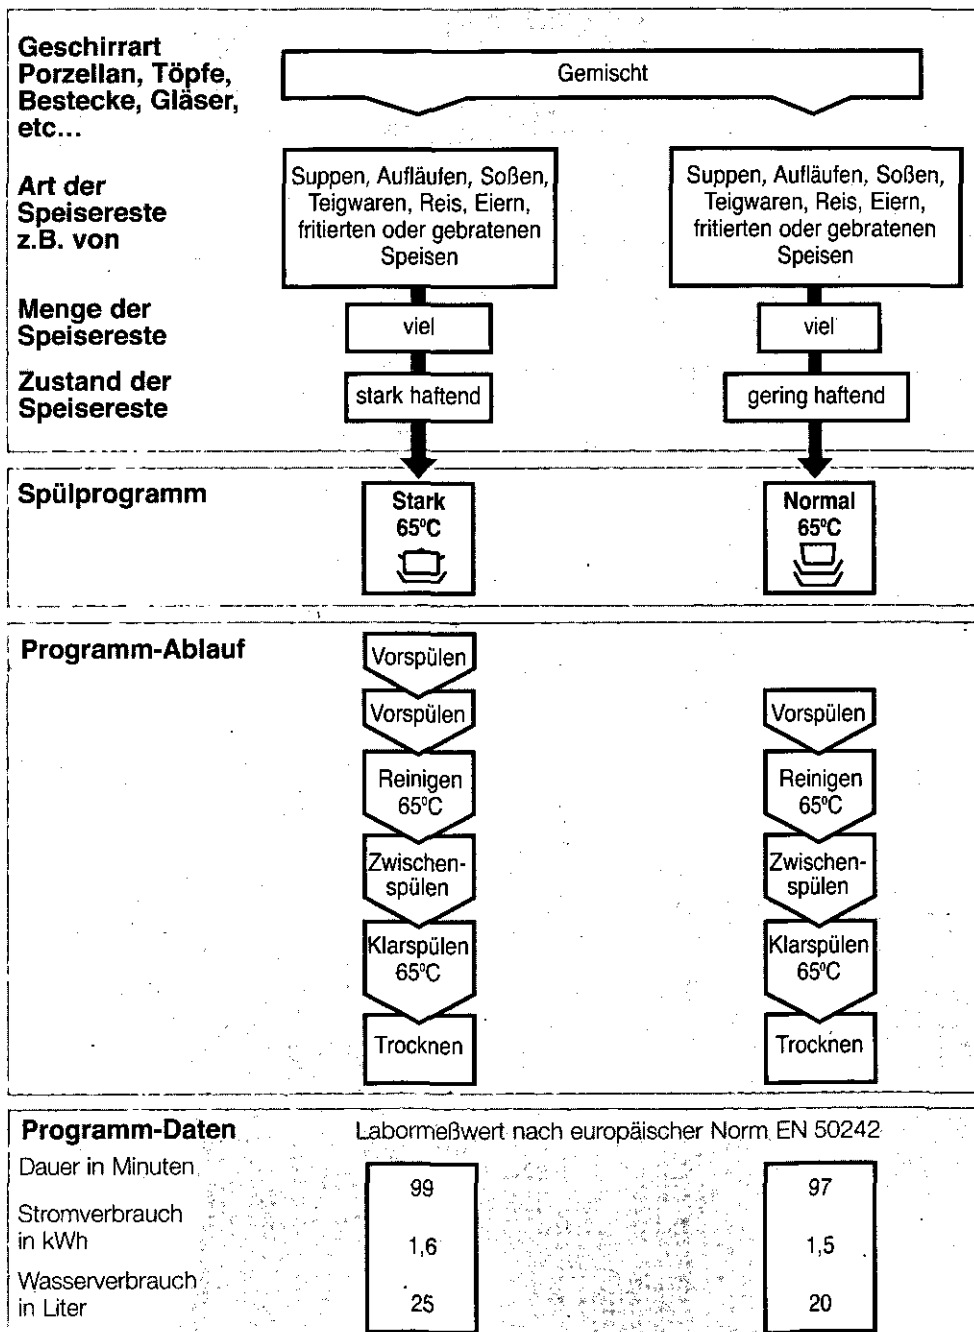 Geschirrart
Porzellan, Töpfe,
Bestecke, Gläser,
etc...
Gemischt
Art der
Speisereste
z.B. von
Suppen, Aufläufen, Soßen,
Teigwaren, Reis, Eiern,
fritierten oder gebratenen
Speisen
Suppen, Aufläufen, Soßen,
Teigwaren, Reis, Eiern,
fritierten oder gebratenen
Speisen
Menge der
Speisereste
viel
viel
Zustand der
Speisereste
stark haftend
gering haftend
Spülprogramm
Stark
65°C
Normal
65°C
Programm-Ablauf
Vorspülen
Vorspülen
Reinigen
65°C
Zwischen-
spülen
Klarspülen
65°C
Trocknen
Vorspülen
Reinigen
65°C
Zwischen-
spülen
Klarspülen
65°C
Trocknen
Programm-Daten
Labormeßwert nach europäischer Norm EN 50242
Dauer in Minuten
99
97
Stromverbrauch
in kWh
1,6
1,5
Wasserverbrauch
in Liter
25
20